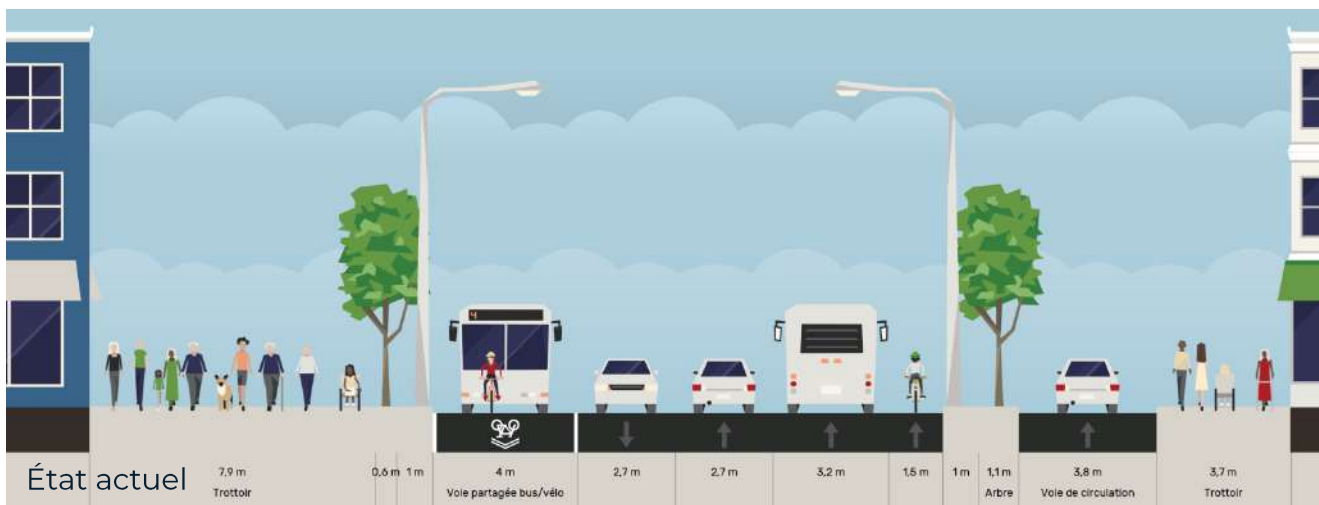 4
État actuel
7,9 m
Trottoir
0,6 m
1 m
4 m
Voie partagée bus/vélo
2,7 m
2,7 m
3,2 m
1,5 m
1 m
1,1 m
Arbre
3,8 m
Voie de circulation
3,7 m
Trottoir